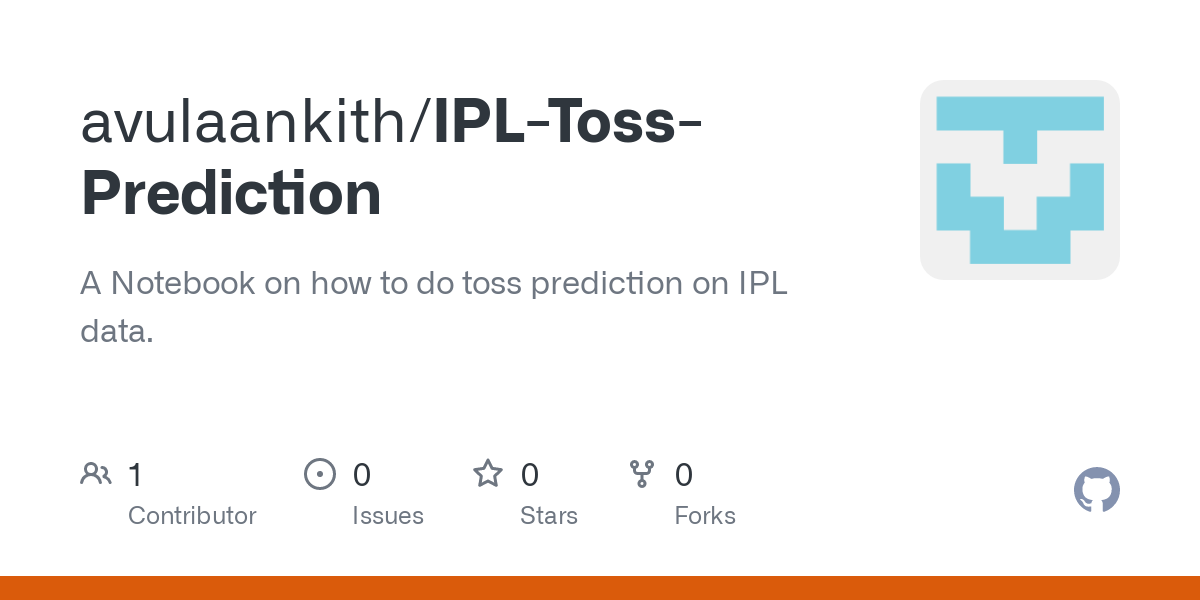 avulaankith/IPL-Toss-
Prediction
A Notebook on how to do toss prediction on IPL
data.
1 0 0 0
Contributor Issues Stars Forks